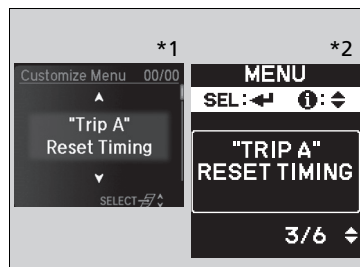 *1
Customize Menu 00/00
"Trip A"
Reset Timing
SELECT
*2
MENU
SEL:
"TRIP A"
RESET TIMING
3/6